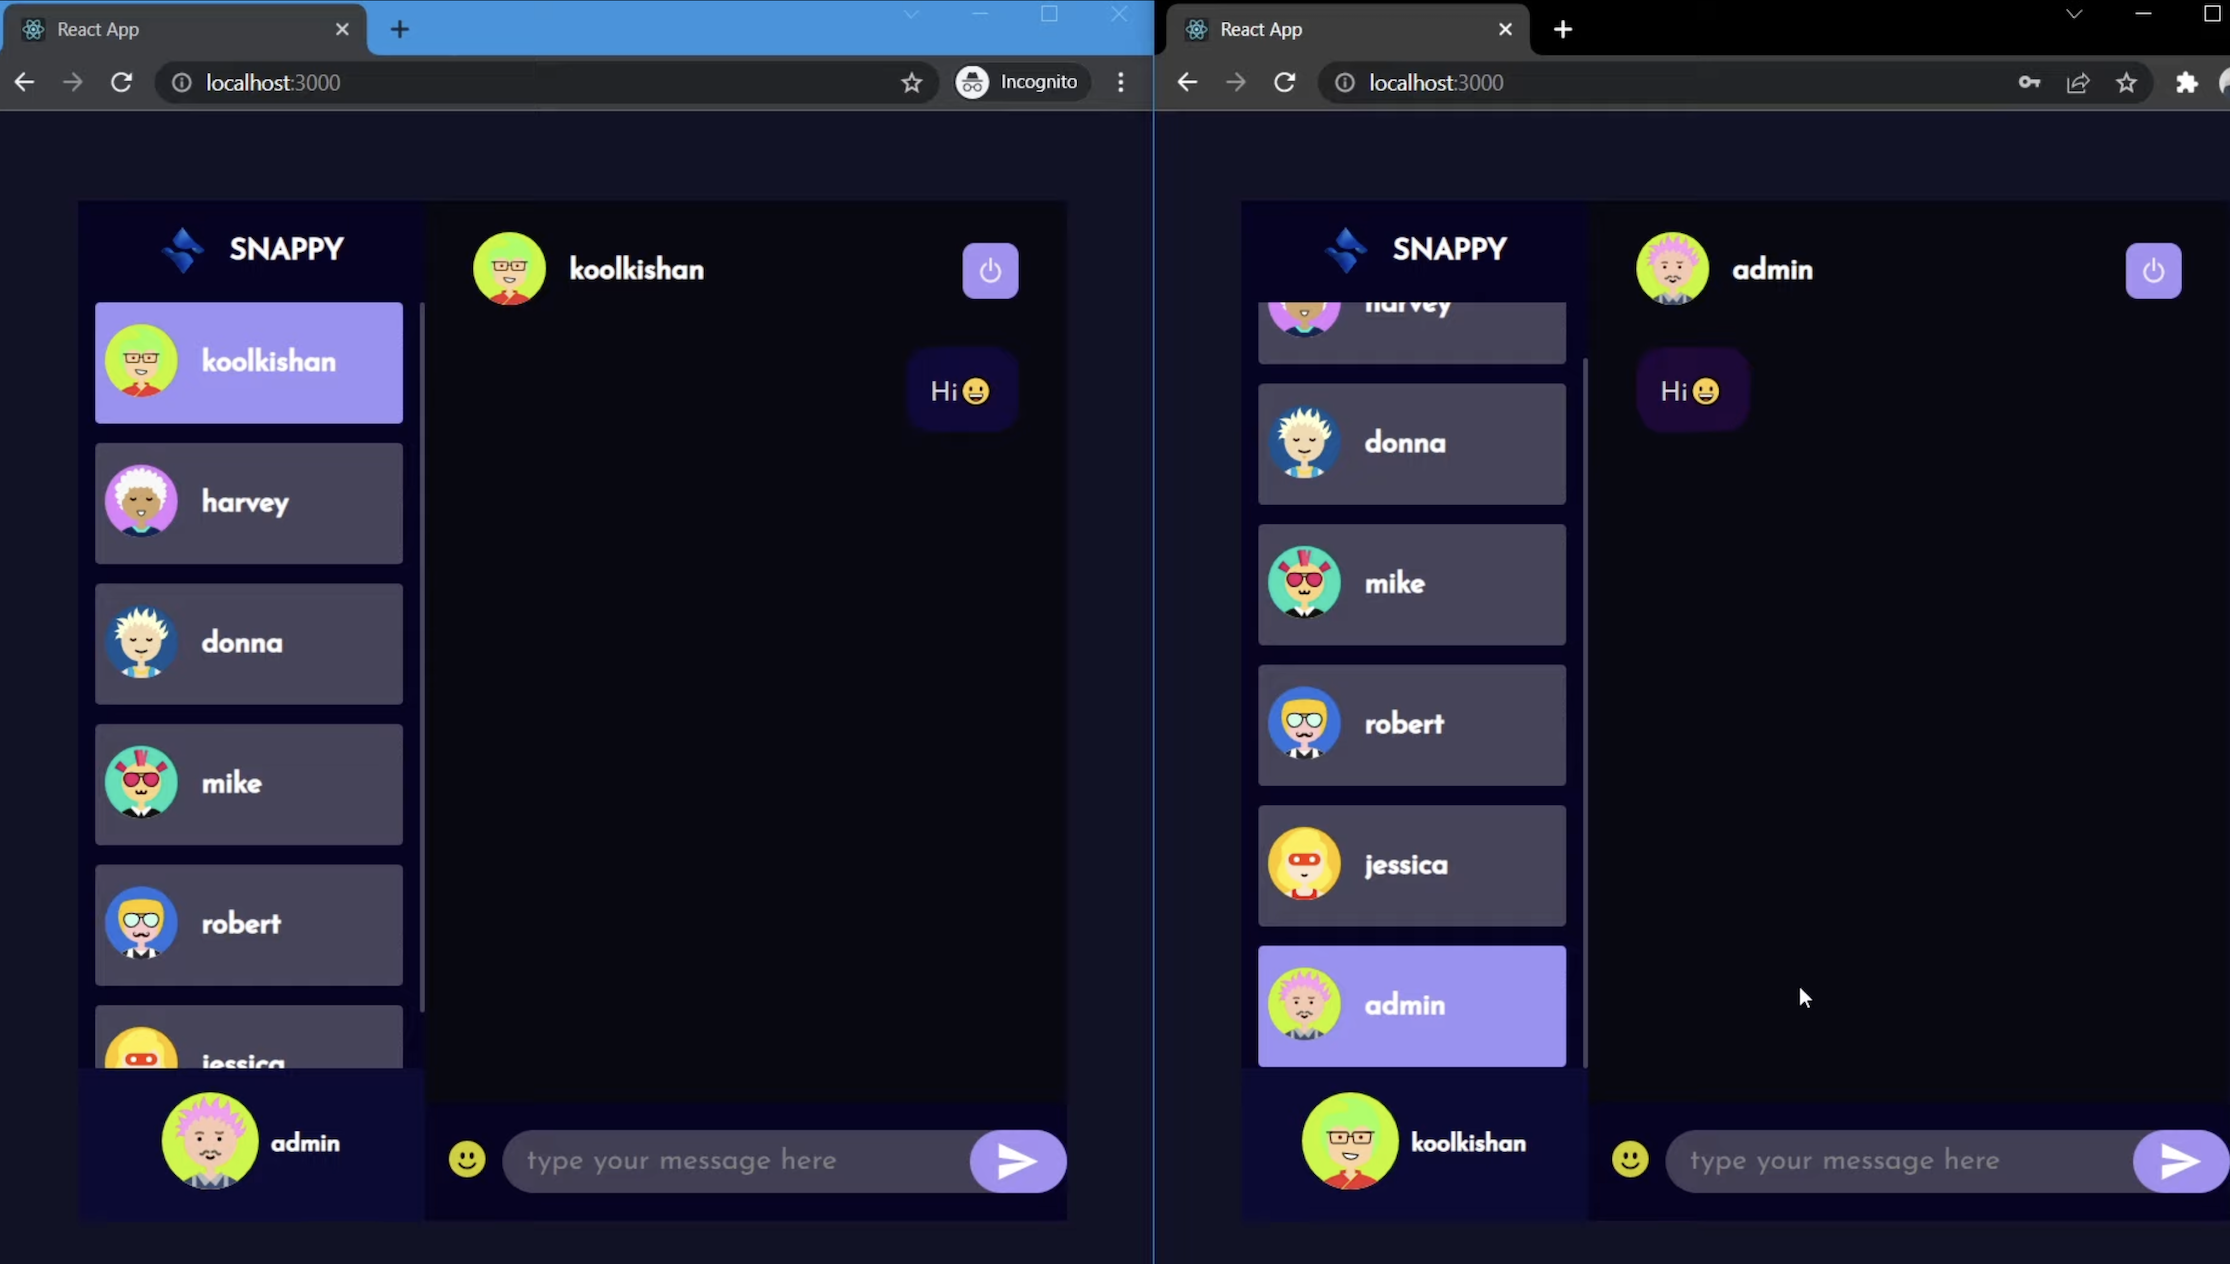 React App
localhost:3000
Incognito
SNAPPY
koolkishan
harvey
donna
mike
robert
jessica
admin
koolkishan
Hi😀
type your message here
React App
localhost:3000
SNAPPY
harvey
donna
mike
robert
jessica
admin
koolkishan
admin
Hi😀
type your message here